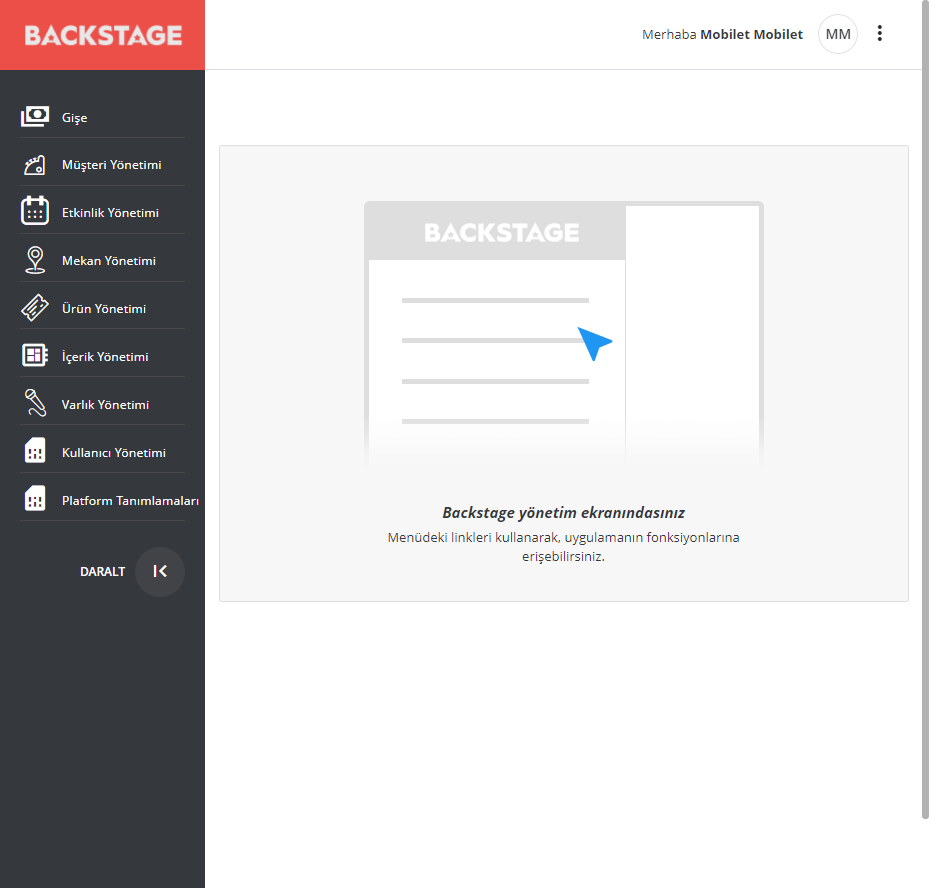 BACKSTAGE
Merhaba Mobilet Mobilet
MM
Gişe
Müşteri Yönetimi
Etkinlik Yönetimi
Mekan Yönetimi
Ürün Yönetimi
İçerik Yönetimi
Varlık Yönetimi
Kullanıcı Yönetimi
Platform Tanımlamaları
DARALT
BACKSTAGE
Backstage yönetim ekranındasınız
Menüdeki linkleri kullanarak, uygulamanın fonksiyonlarına
erişebilirsiniz.